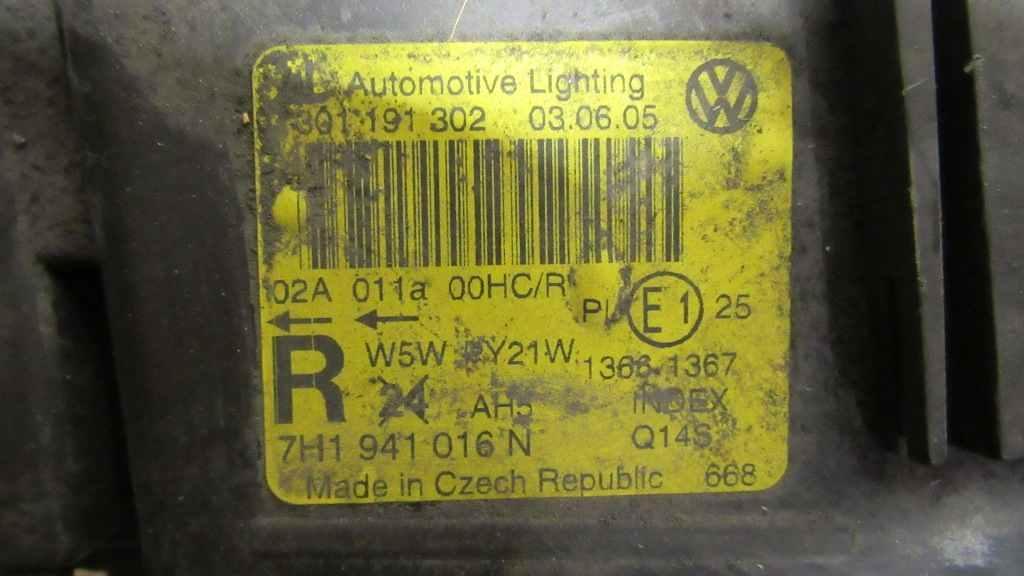 Automotive Lighting
301 191 302 03.06.05
02A 011a 00HC/R
E1 25
R W5W PY21W 1366 1367
24 AH5 INDEX
7H1 941 016 N Q14S
Made in Czech Republic 668